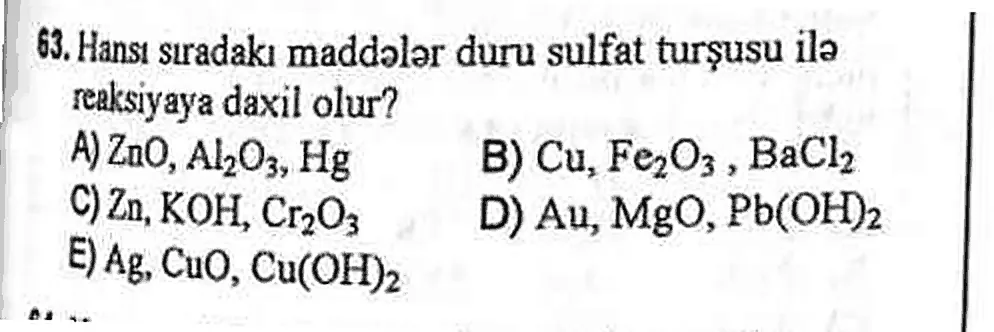 63. Hansı sıradakı maddələr duru sulfat turşusu ilə
reaksiyaya daxil olur?
A) ZnO, Al₂O₃, Hg B) Cu, Fe₂O₃ , BaCl₂
C) Zn, KOH, Cr₂O₃ D) Au, MgO, Pb(OH)₂
E) Ag, CuO, Cu(OH)₂